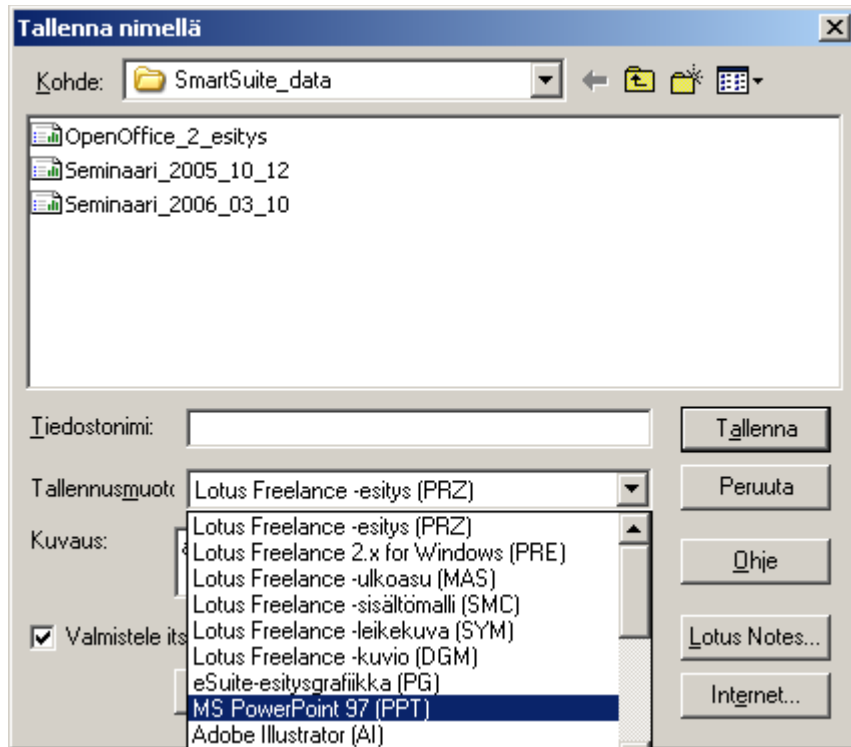 Tallenna nimellä
Kohde: SmartSuite_data
OpenOffice_2_esitys
Seminaari_2005_10_12
Seminaari_2006_03_10
Tiedostonimi: Tallenna
Tallennusmuoto Lotus Freelance -esitys (PRZ) Peruuta
Lotus Freelance -esitys (PRZ)
Kuvaus: Lotus Freelance 2.x for Windows (PRE) Ohje
Lotus Freelance -ulkoasu (MAS)
Lotus Freelance -sisältömalli (SMC)
Valmistele its Lotus Freelance -leikekuva (SYM) Lotus Notes...
Lotus Freelance -kuvio (DGM)
eSuite-esitysgrafiikka (PG)
MS PowerPoint 97 (PPT) Internet...
Adobe Illustrator (AI)